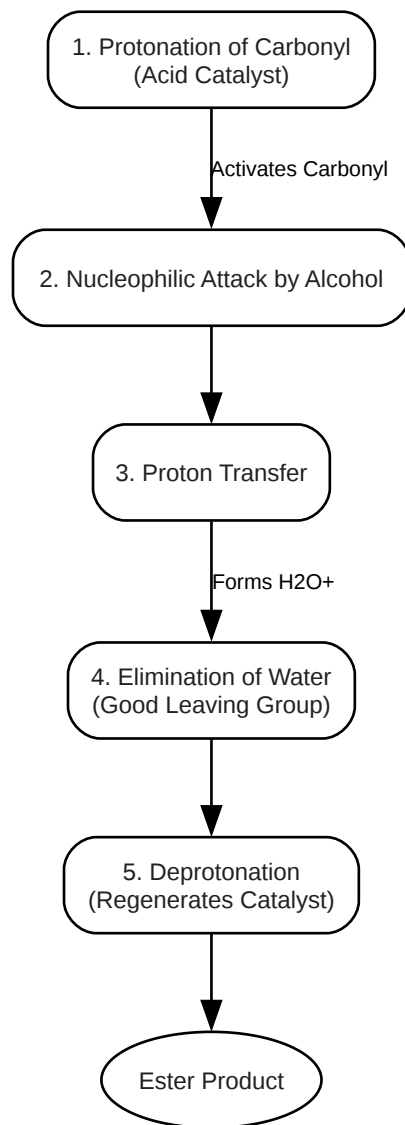 1. Protonation of Carbonyl
(Acid Catalyst)
Activates Carbonyl
2. Nucleophilic Attack by Alcohol
3. Proton Transfer
Forms H2O+
4. Elimination of Water
(Good Leaving Group)
5. Deprotonation
(Regenerates Catalyst)
Ester Product